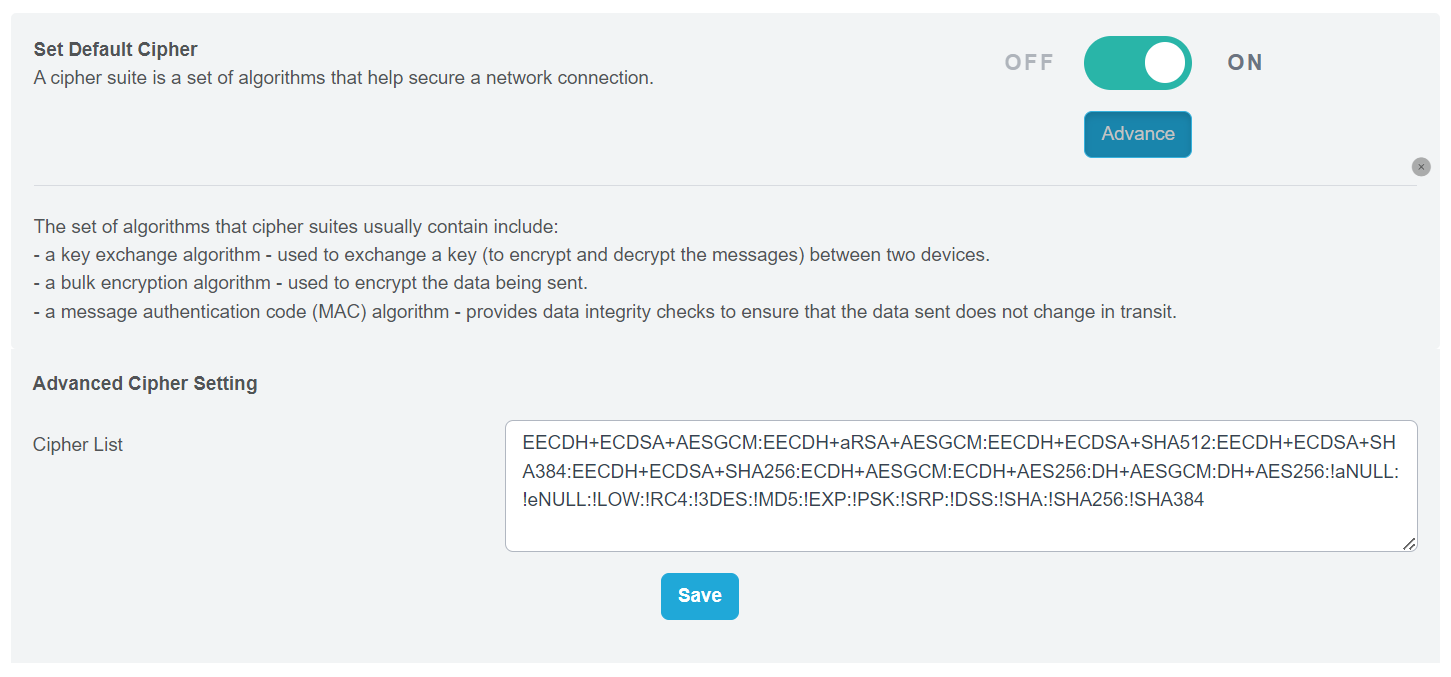 Set Default Cipher
A cipher suite is a set of algorithms that help secure a network connection.
OFF
ON
Advance
The set of algorithms that cipher suites usually contain include:
- a key exchange algorithm - used to exchange a key (to encrypt and decrypt the messages) between two devices.
- a bulk encryption algorithm - used to encrypt the data being sent.
- a message authentication code (MAC) algorithm - provides data integrity checks to ensure that the data sent does not change in transit.
Advanced Cipher Setting
Cipher List
EECDH+ECDSA+AESGCM:EECDH+aRSA+AESGCM:EECDH+ECDSA+SHA512:EECDH+ECDSA+SH
A384:EECDH+ECDSA+SHA256:ECDH+AESGCM:ECDH+AES256:DH+AESGCM:DH+AES256:!aNULL:
!eNULL:!LOW:!RC4:!3DES:!MD5:!EXP:!PSK:!SRP:!DSS:!SHA:!SHA256:!SHA384
Save